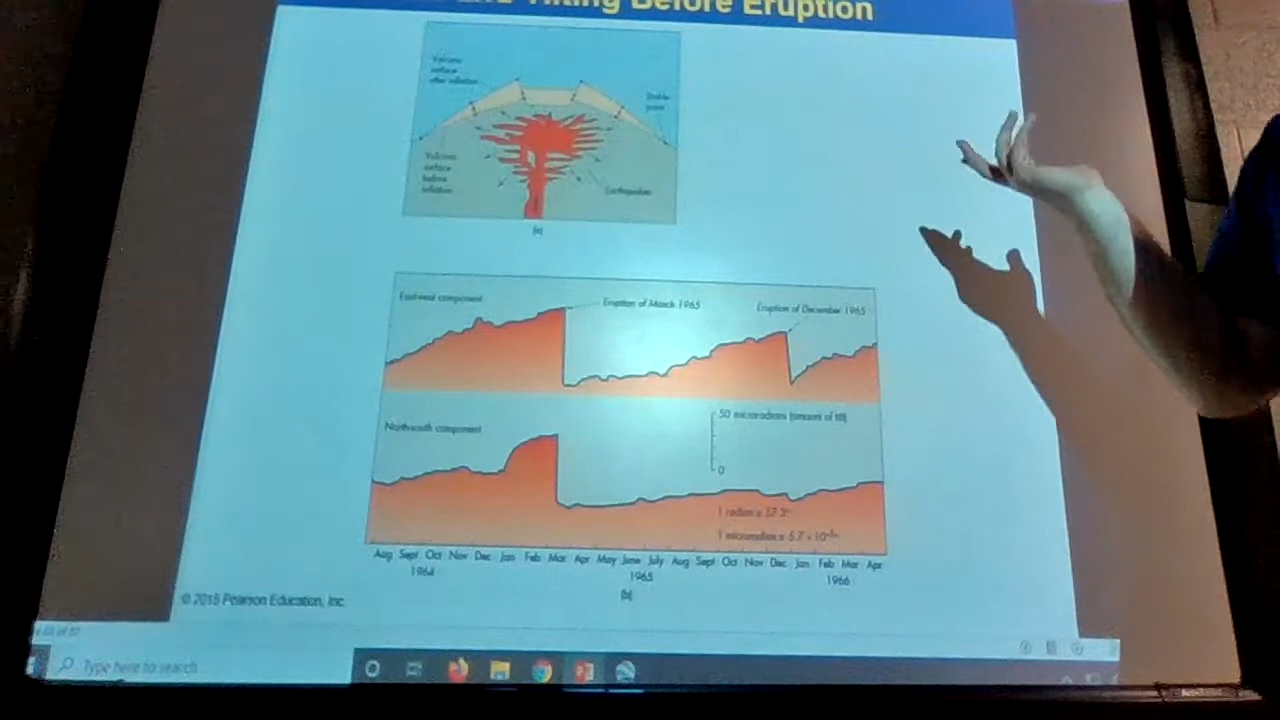 and Tilting Before Eruption
Volcano
surface
after inflation
Stable
point
Volcano
surface
before
inflation
Earthquakes
(a)
East-west component
Eruption of March 1965
Eruption of December 1965
50 microradians (amount of tilt)
North-south component
0
1 radian = 57.3°
1 microradian = 5.7 × 10⁻⁵°
Aug Sept Oct Nov Dec Jan Feb Mar Apr May June July Aug Sept Oct Nov Dec Jan Feb Mar Apr
1964 1965 1966
(b)
© 2015 Pearson Education, Inc.
Type here to search